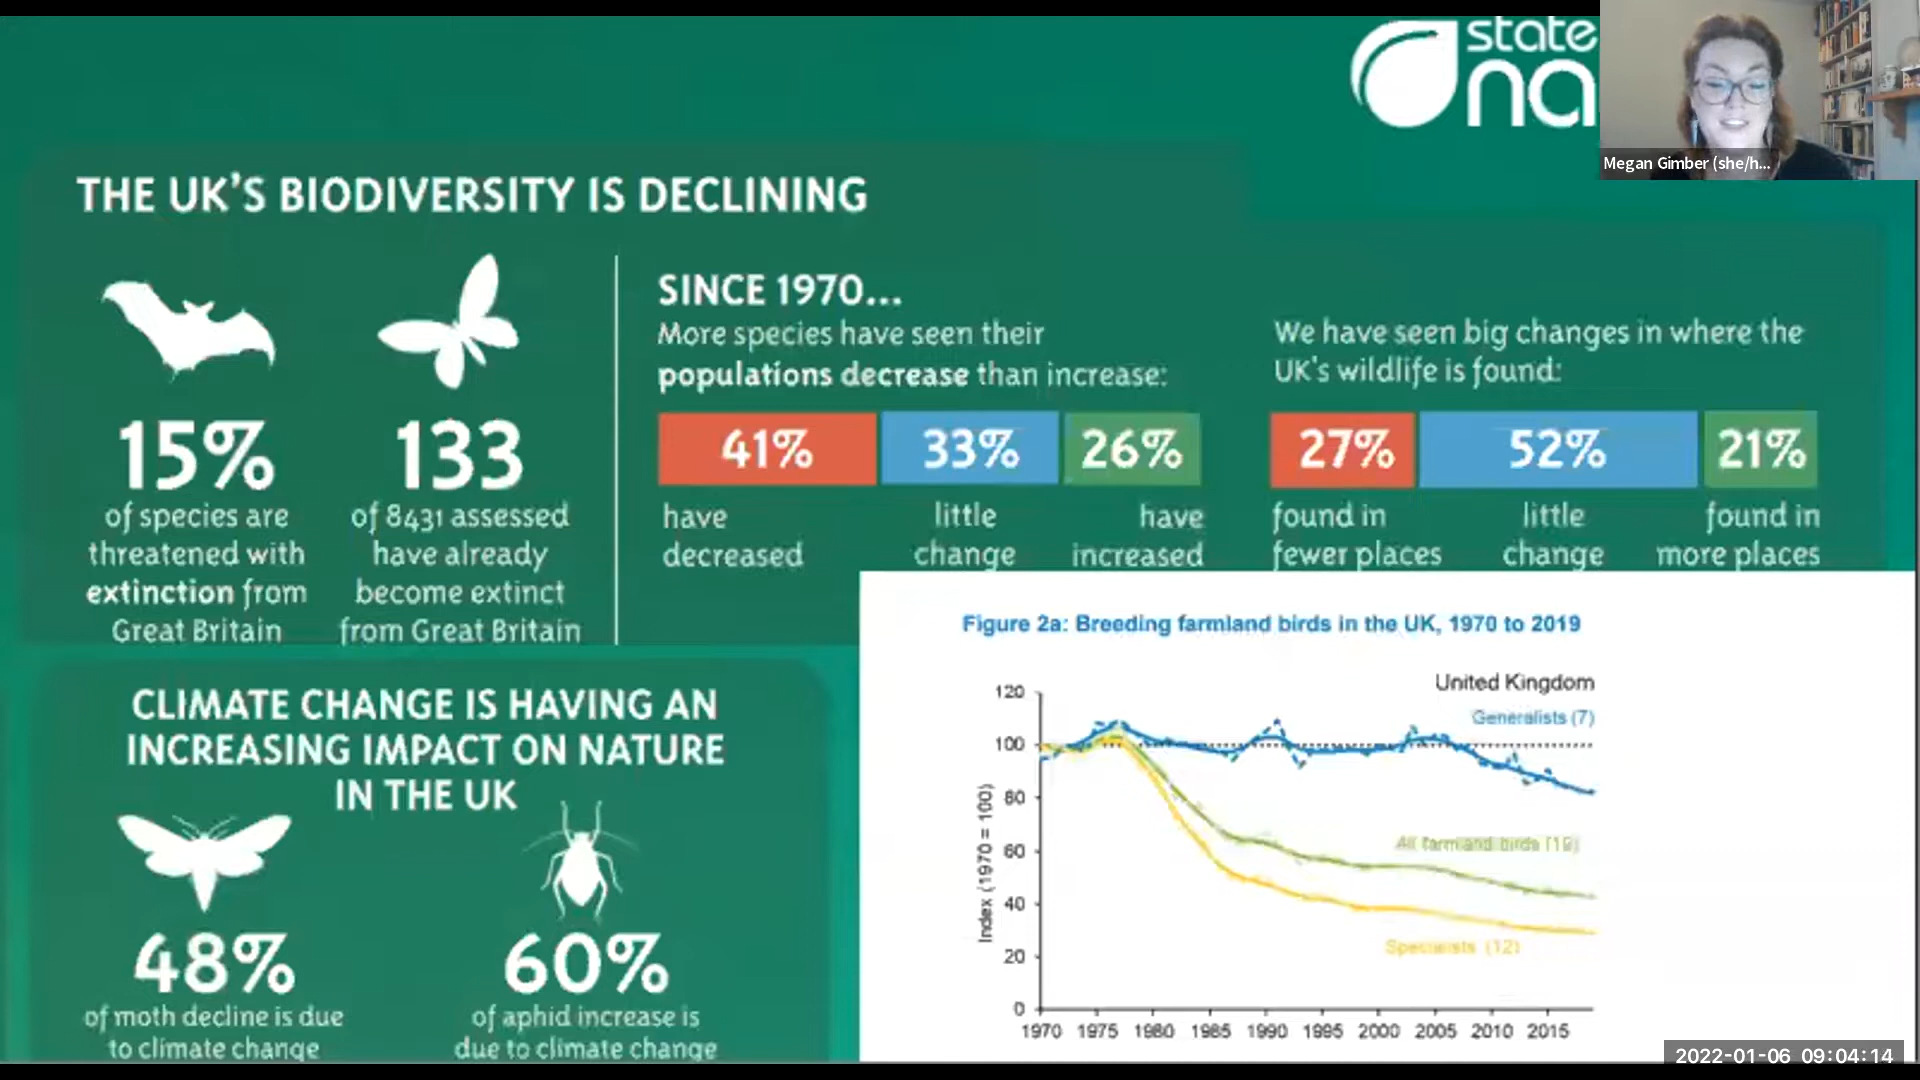 state
na
Megan Gimber (she/h...
THE UK'S BIODIVERSITY IS DECLINING
15%
of species are
threatened with
extinction from
Great Britain
133
of 8431 assessed
have already
become extinct
from Great Britain
SINCE 1970...
More species have seen their
populations decrease than increase:
41%
33%
26%
have
decreased
little
change
have
increased
We have seen big changes in where the
UK's wildlife is found:
27%
52%
21%
found in
fewer places
little
change
found in
more places
CLIMATE CHANGE IS HAVING AN
INCREASING IMPACT ON NATURE
IN THE UK
48%
of moth decline is due
to climate change
60%
of aphid increase is
due to climate change
Figure 2a: Breeding farmland birds in the UK, 1970 to 2019
United Kingdom
Generalists (7)
All farmland birds (19)
Specialists (12)
Index (1970 = 100)
120
100
80
60
40
20
0
1970 1975 1980 1985 1990 1995 2000 2005 2010 2015
2022-01-06 09:04:14